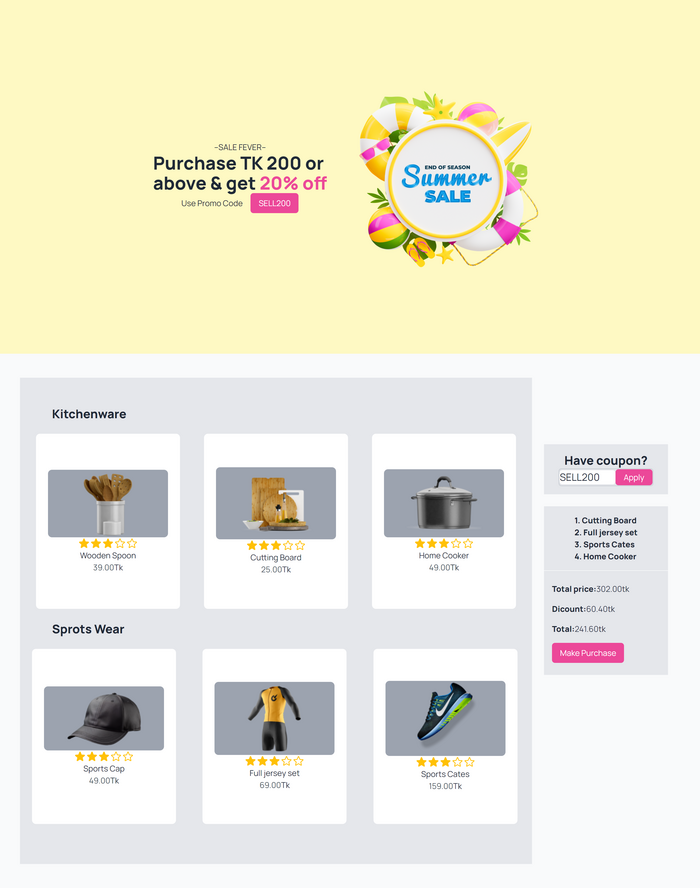 –SALE FEVER–
Purchase TK 200 or
above & get 20% off
Use Promo Code SELL200
END OF SEASON
Summer
SALE
Kitchenware
Wooden Spoon
39.00Tk
Cutting Board
25.00Tk
Home Cooker
49.00Tk
Sprots Wear
Sports Cap
49.00Tk
Full jersey set
69.00Tk
Sports Cates
159.00Tk
Have coupon?
SELL200 Apply
1. Cutting Board
2. Full jersey set
3. Sports Cates
4. Home Cooker
Total price:302.00tk
Dicount:60.40tk
Total:241.60tk
Make Purchase